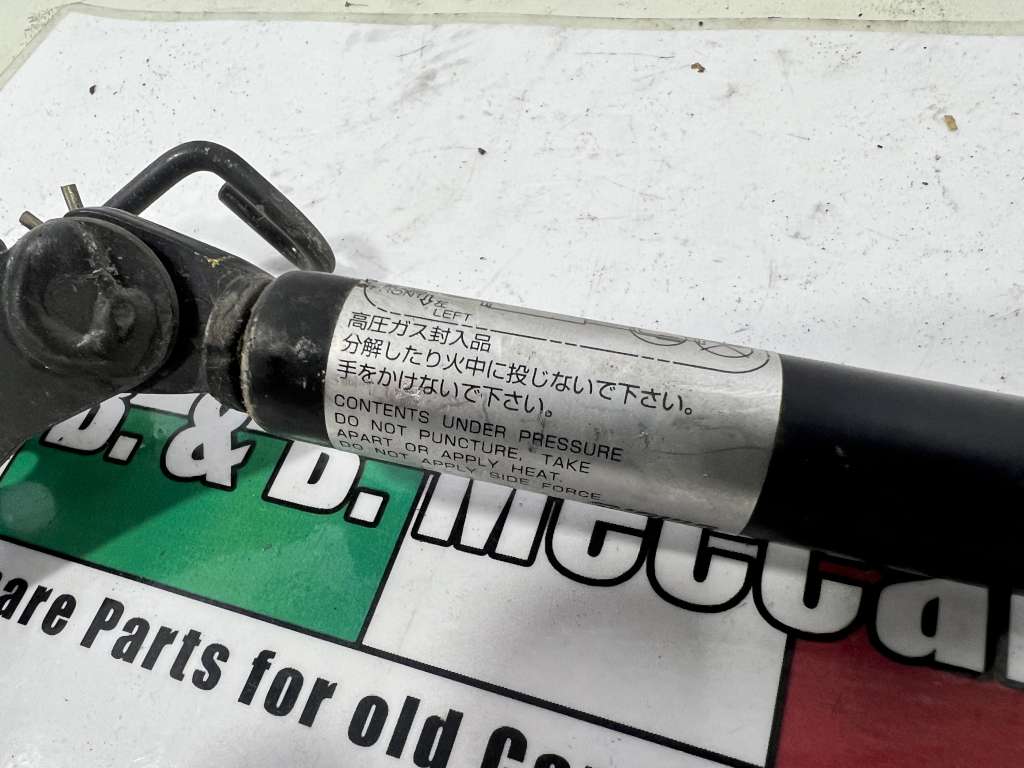 LEFT
高圧ガス封入品
分解したり火中に投じないで下さい。
手をかけないで下さい。
CONTENTS UNDER PRESSURE
DO NOT PUNCTURE, TAKE
APART OR APPLY HEAT.
DO NOT APPLY SIDE FORCE
B. & B. Mecca
are Parts for old Ca